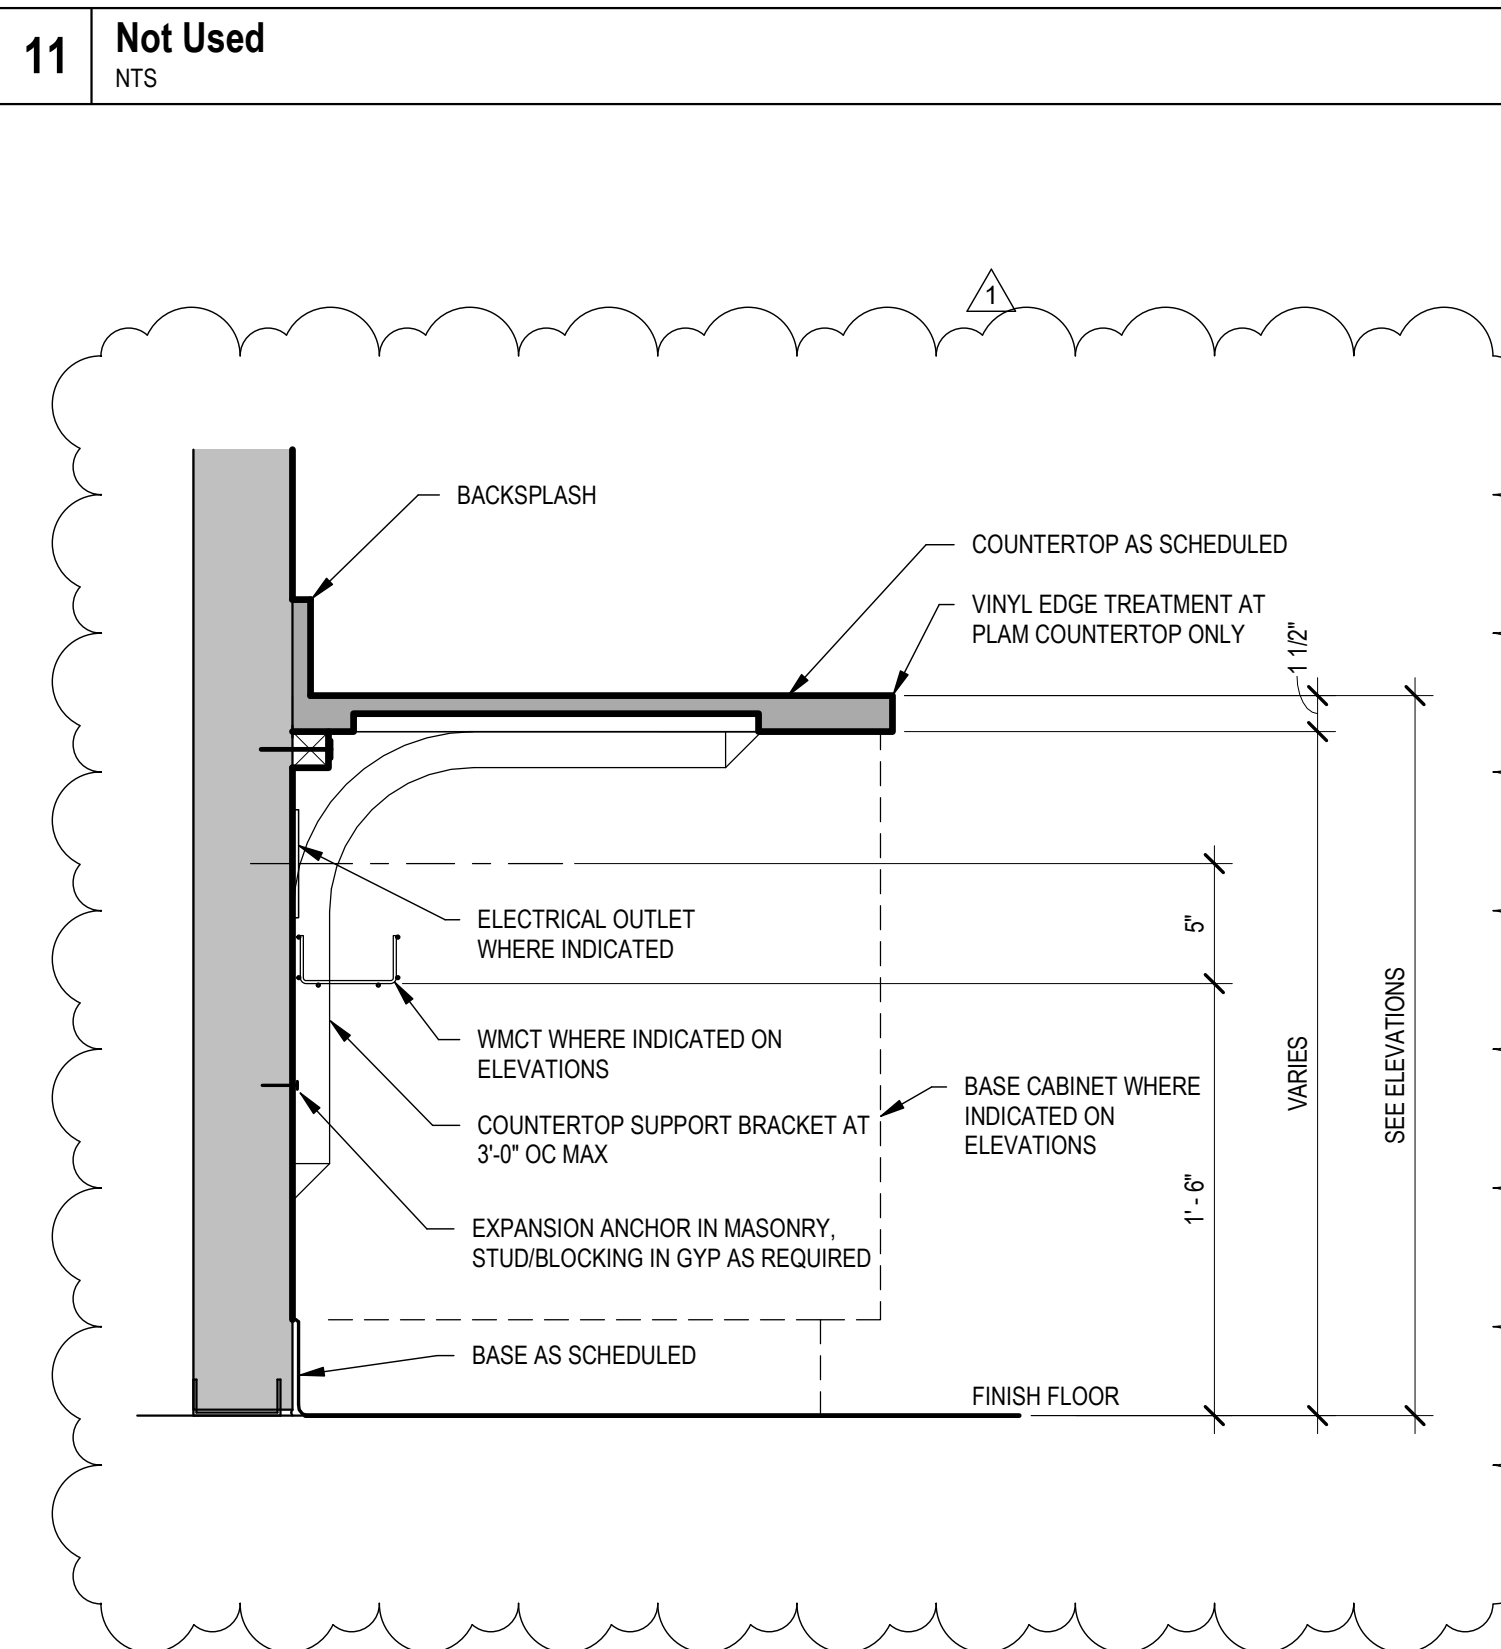 11
Not Used
NTS
1
BACKSPLASH
COUNTERTOP AS SCHEDULED
VINYL EDGE TREATMENT AT
PLAM COUNTERTOP ONLY
1 1/2"
ELECTRICAL OUTLET
WHERE INDICATED
5"
WMCT WHERE INDICATED ON
ELEVATIONS
SEE ELEVATIONS
VARIES
BASE CABINET WHERE
INDICATED ON
ELEVATIONS
COUNTERTOP SUPPORT BRACKET AT
3'-0" OC MAX
1' - 6"
EXPANSION ANCHOR IN MASONRY,
STUD/BLOCKING IN GYP AS REQUIRED
BASE AS SCHEDULED
FINISH FLOOR